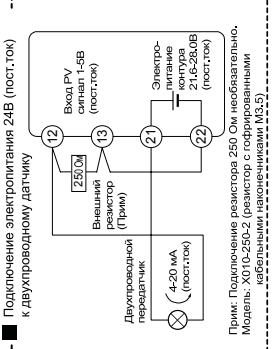 Подключение электропитания 24В (пост,ток)
к двухпроводному датчику
Вход PV
сигнал 1-5В
(пост.ток)
Электро-
питание
контура
21.6-28.0В
(пост.ток)
12
13
21
22
250 Ом
Внешний
резистор
(Прим)
Двухпроводной
передатчик
4-20 мА
(пост.ток)
Прим: Подключение резистора 250 Ом необязательно.
Модель: X010-250-2 (резистор с гофрированными
кабельными наконечниками М3.5)